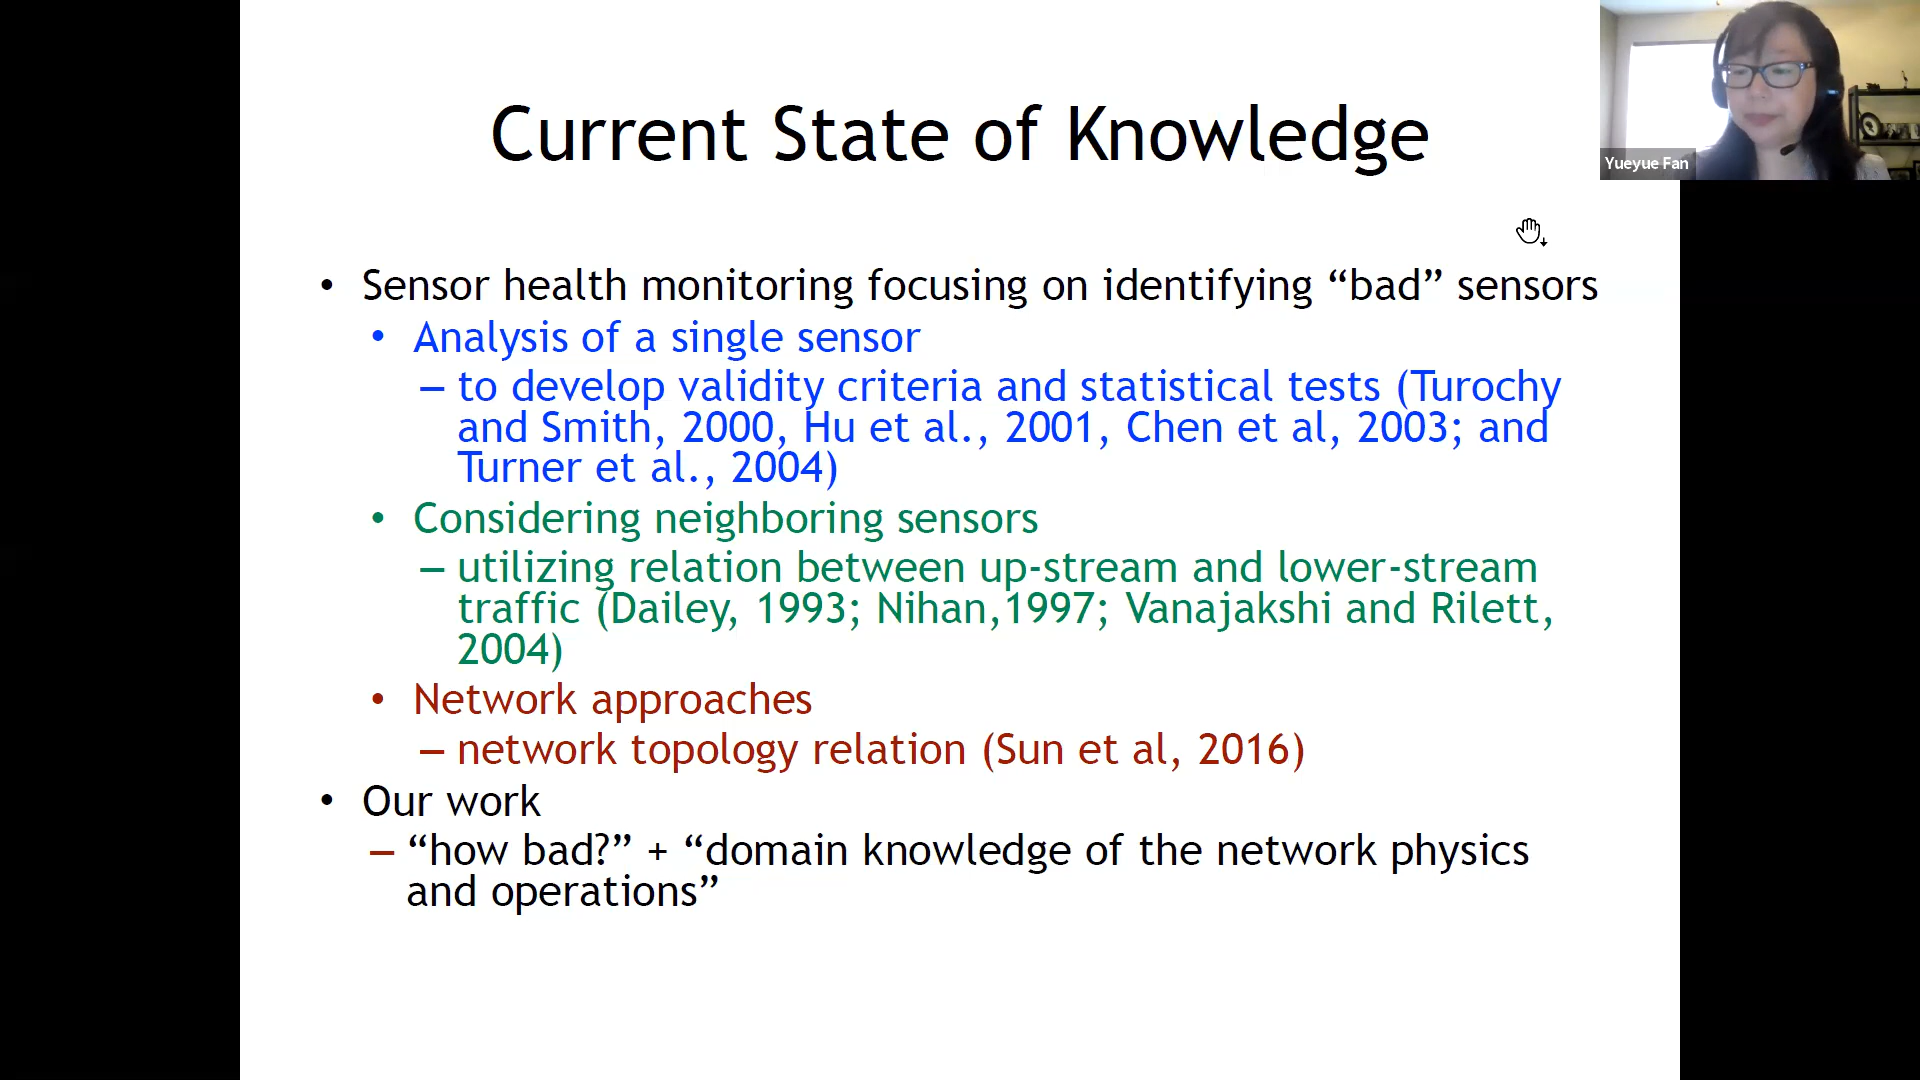 Current State of Knowledge
Yueyue Fan
• Sensor health monitoring focusing on identifying “bad” sensors
• Analysis of a single sensor
– to develop validity criteria and statistical tests (Turochy
and Smith, 2000, Hu et al., 2001, Chen et al, 2003; and
Turner et al., 2004)
• Considering neighboring sensors
– utilizing relation between up-stream and lower-stream
traffic (Dailey, 1993; Nihan,1997; Vanajakshi and Rilett,
2004)
• Network approaches
– network topology relation (Sun et al, 2016)
• Our work
– “how bad?” + “domain knowledge of the network physics
and operations”